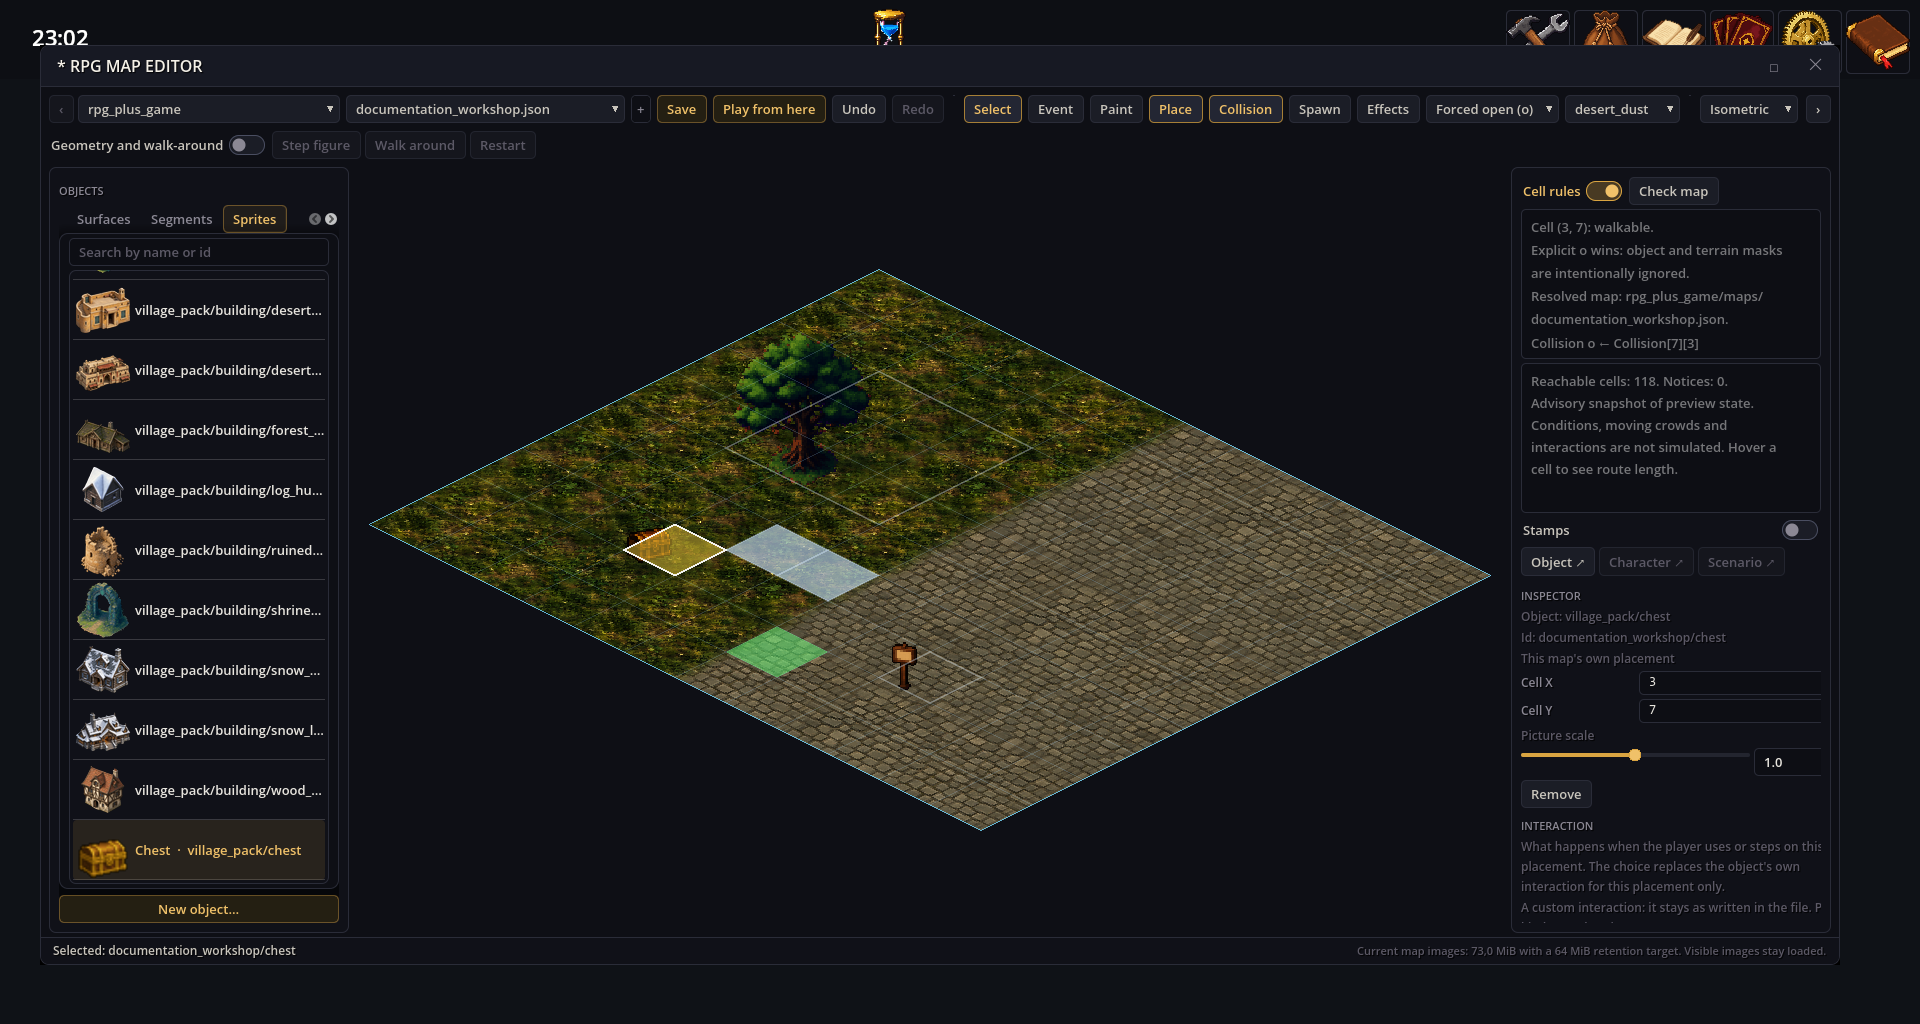 23:02
* RPG MAP EDITOR
rpg_plus_game
documentation_workshop.json
+
Save
Play from here
Undo
Redo
Select
Event
Paint
Place
Collision
Spawn
Effects
Forced open (o)
desert_dust
Isometric
Geometry and walk-around
Step figure
Walk around
Restart
OBJECTS
Surfaces
Segments
Sprites
Search by name or id
village_pack/building/desert...
village_pack/building/desert...
village_pack/building/forest_...
village_pack/building/log_hu...
village_pack/building/ruined...
village_pack/building/shrine...
village_pack/building/snow_...
village_pack/building/snow_l...
village_pack/building/wood_...
Chest · village_pack/chest
New object...
Cell rules
Check map
Cell (3, 7): walkable.
Explicit o wins: object and terrain masks
are intentionally ignored.
Resolved map: rpg_plus_game/maps/
documentation_workshop.json.
Collision o ← Collision[7][3]
Reachable cells: 118. Notices: 0.
Advisory snapshot of preview state.
Conditions, moving crowds and
interactions are not simulated. Hover a
cell to see route length.
Stamps
Object ↗
Character ↗
Scenario ↗
INSPECTOR
Object: village_pack/chest
Id: documentation_workshop/chest
This map's own placement
Cell X
3
Cell Y
7
Picture scale
1.0
Remove
INTERACTION
What happens when the player uses or steps on this
placement. The choice replaces the object's own
interaction for this placement only.
A custom interaction: it stays as written in the file. P
Selected: documentation_workshop/chest
Current map images: 73,0 MiB with a 64 MiB retention target. Visible images stay loaded.